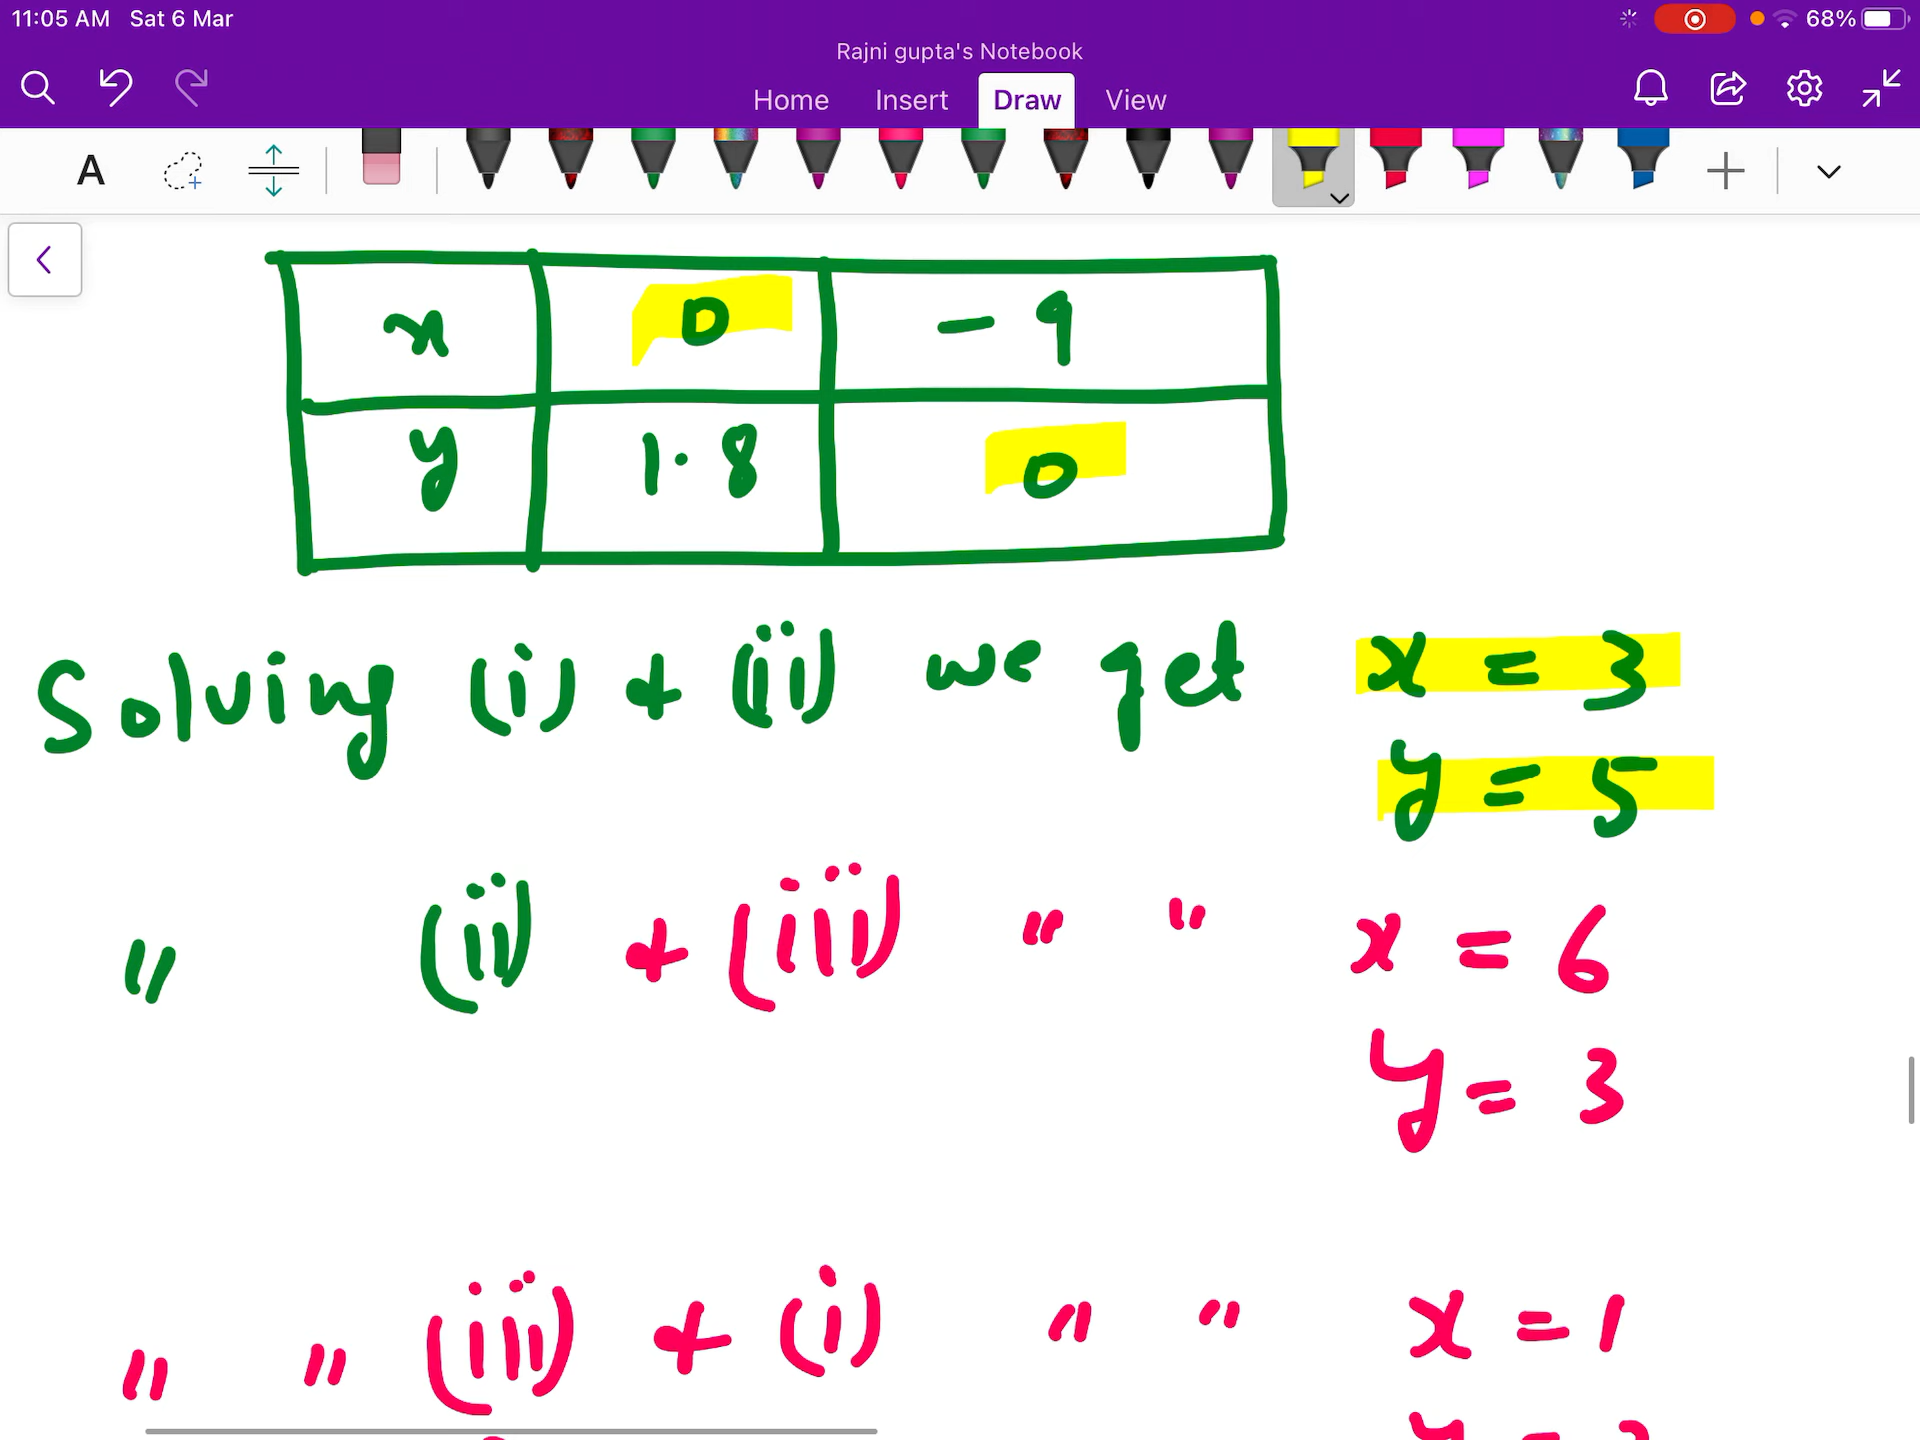 11:05 AM Sat 6 Mar 68%
Rajni gupta's Notebook
Home Insert Draw View
A
x 0 - 9
y 1.8 0
Solving (i) & (ii) we get x = 3
y = 5
" (ii) & (iii) " " x = 6
y = 3
" " (iii) & (i) " " x = 1